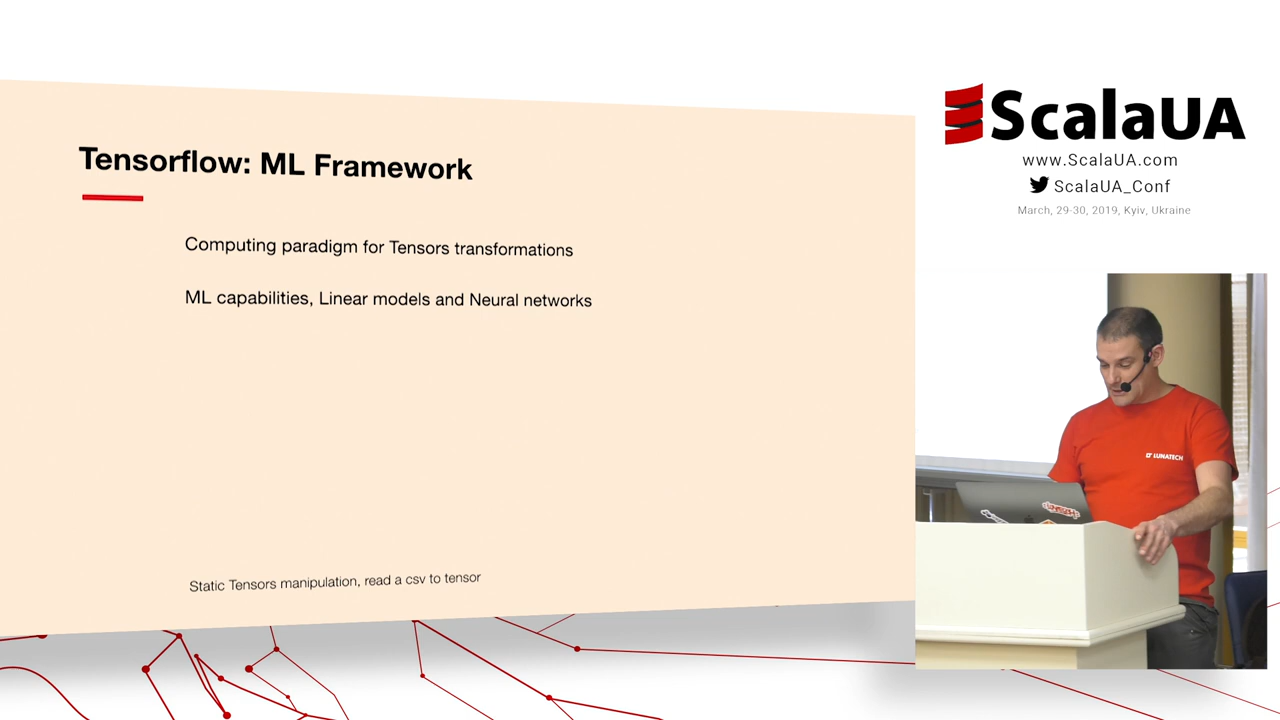 Tensorflow: ML Framework
Computing paradigm for Tensors transformations
ML capabilities, Linear models and Neural networks
Static Tensors manipulation, read a csv to tensor
ScalaUA
www.ScalaUA.com
ScalaUA_Conf
March, 29-30, 2019, Kyiv, Ukraine
LUNATECH